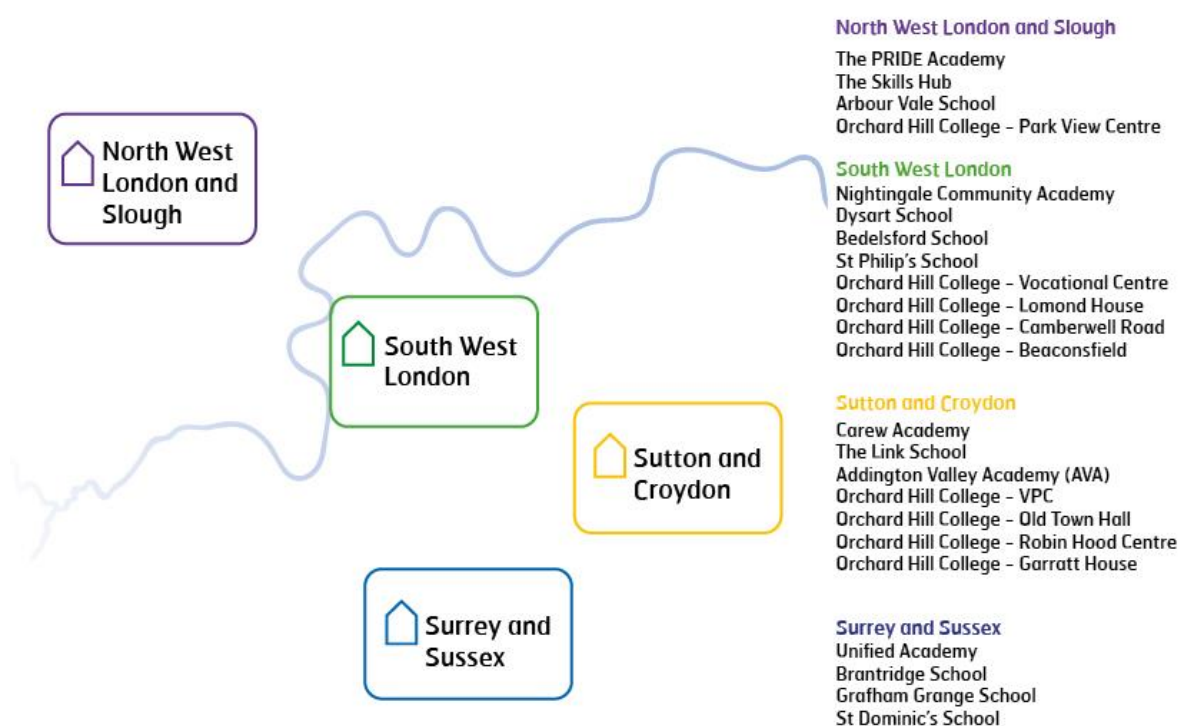 North West
London and
Slough
South West
London
Sutton and
Croydon
Surrey and
Sussex
North West London and Slough
The PRIDE Academy
The Skills Hub
Arbour Vale School
Orchard Hill College – Park View Centre
South West London
Nightingale Community Academy
Dysart School
Bedelsford School
St Philip's School
Orchard Hill College – Vocational Centre
Orchard Hill College – Lomond House
Orchard Hill College – Camberwell Road
Orchard Hill College – Beaconsfield
Sutton and Croydon
Carew Academy
The Link School
Addington Valley Academy (AVA)
Orchard Hill College – VPC
Orchard Hill College – Old Town Hall
Orchard Hill College – Robin Hood Centre
Orchard Hill College – Garratt House
Surrey and Sussex
Unified Academy
Brantridge School
Grafham Grange School
St Dominic's School